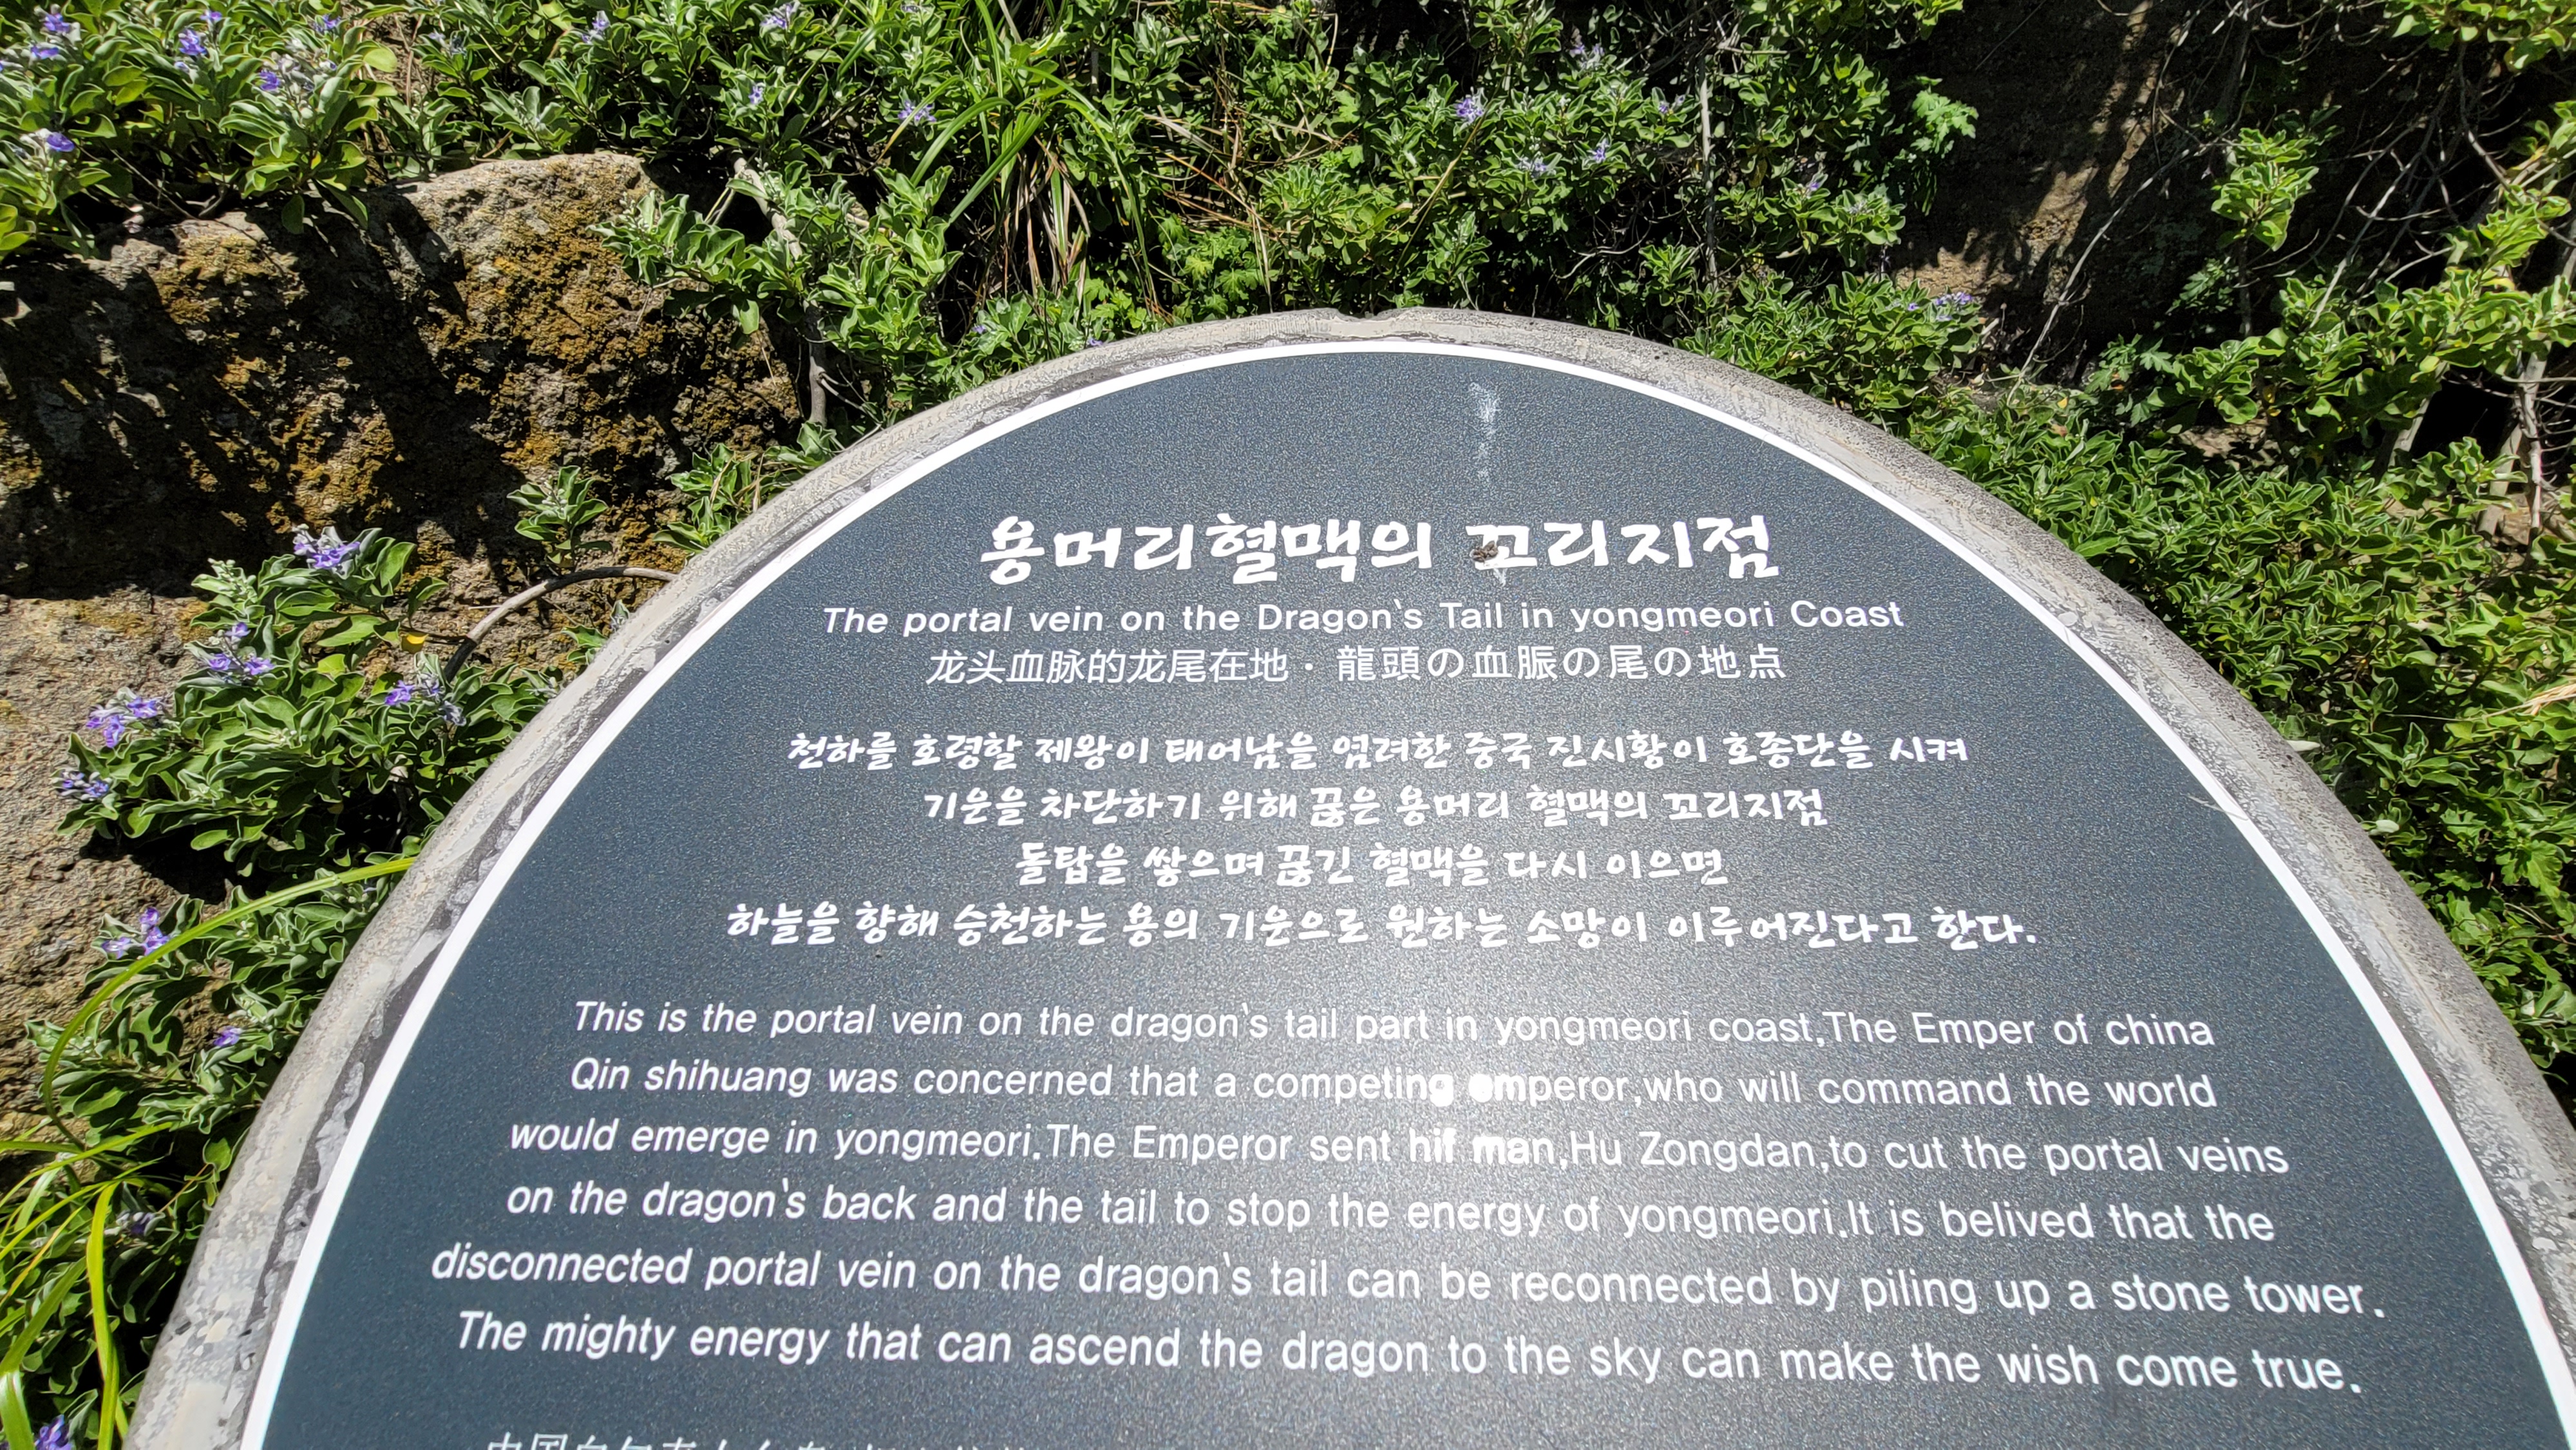 용머리혈맥의 꼬리지점
The portal vein on the Dragon's Tail in yongmeori Coast
龙头血脉的龙尾在地 · 龍頭の血脈の尾の地点
천하를 호령할 제왕이 태어남을 염려한 중국 진시황이 호종단을 시켜
기운을 차단하기 위해 끊은 용머리 혈맥의 꼬리지점
돌탑을 쌓으며 끊긴 혈맥을 다시 이으면
하늘을 향해 승천하는 용의 기운으로 원하는 소망이 이루어진다고 한다.
This is the portal vein on the dragon's tail part in yongmeori coast,The Emper of china
Qin shihuang was concerned that a competing emperor,who will command the world
would emerge in yongmeori.The Emperor sent hif man,Hu Zongdan,to cut the portal veins
on the dragon's back and the tail to stop the energy of yongmeori.It is belived that the
disconnected portal vein on the dragon's tail can be reconnected by piling up a stone tower.
The mighty energy that can ascend the dragon to the sky can make the wish come true.